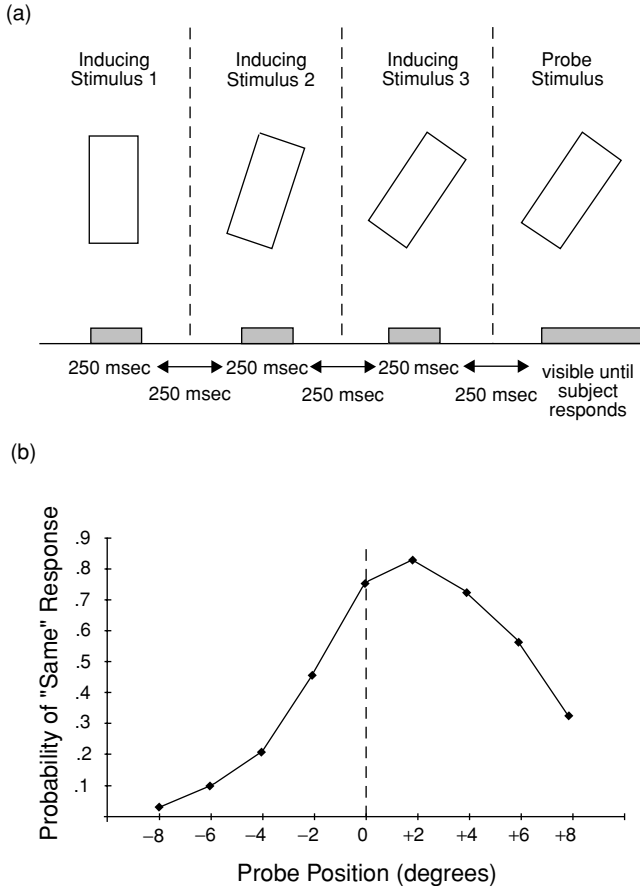 (a)
Inducing Stimulus 1
Inducing Stimulus 2
Inducing Stimulus 3
Probe Stimulus
250 msec
250 msec
250 msec
visible until subject responds
250 msec
250 msec
250 msec
(b)
Probability of "Same" Response
.9
.8
.7
.6
.5
.4
.3
.2
.1
−8 −6 −4 −2 0 +2 +4 +6 +8
Probe Position (degrees)